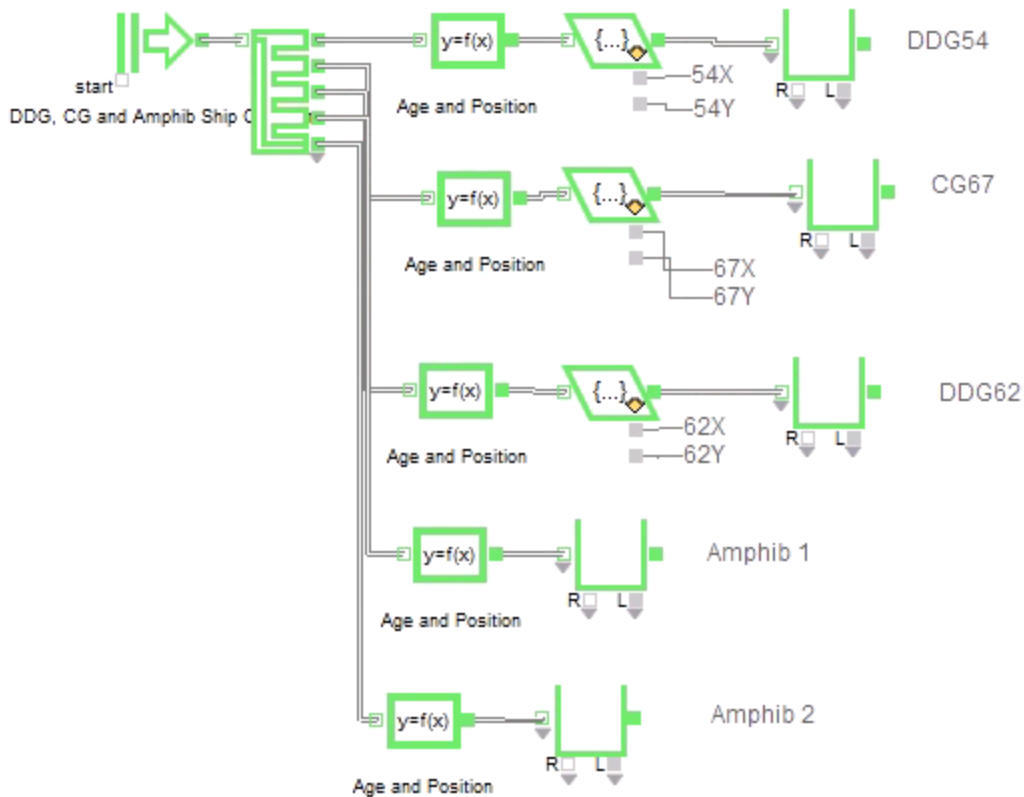 y=f(x)
{...}
DDG54
start
54X
R
L
Age and Position
54Y
DDG, CG and Amphib Ship
y=f(x)
{...}
CG67
R
L
Age and Position
67X
67Y
y=f(x)
{...}
DDG62
62X
R
L
Age and Position
62Y
y=f(x)
Amphib 1
R
L
Age and Position
y=f(x)
Amphib 2
R
L
Age and Position